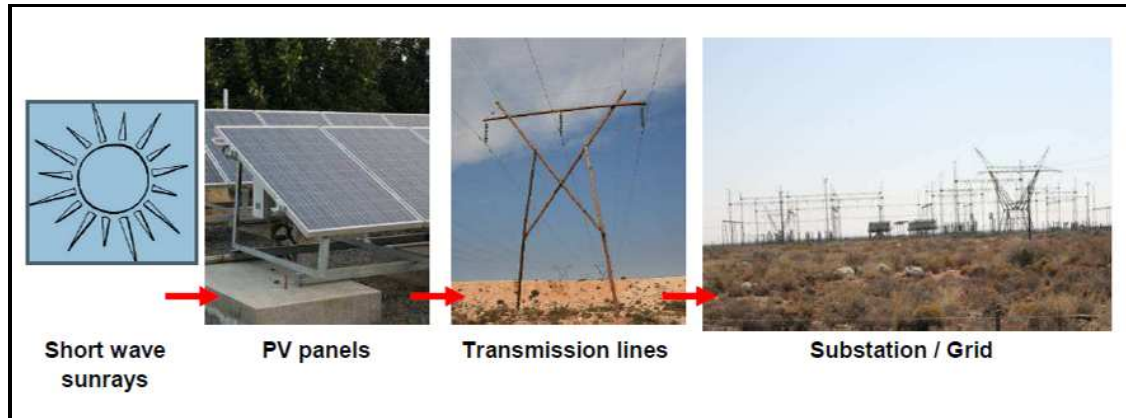 Short wave
sunrays
PV panels
Transmission lines
Substation / Grid